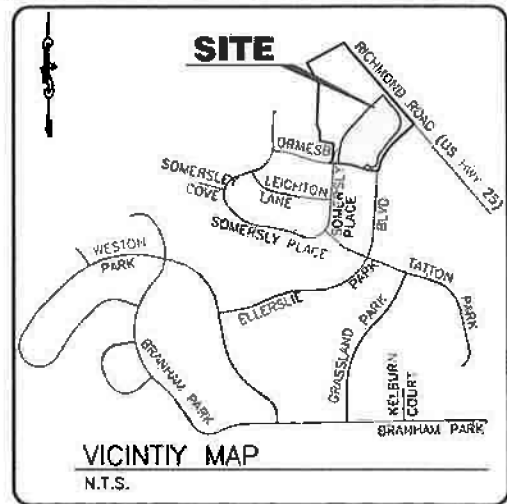 SITE
RICHMOND ROAD (US HWY 25)
ORMESBY
SOMERSLEY
COVE
LEIGHTON
LANE
SOMERSLY
PLACE
SOMERSLY PLACE
BLVD
WESTON
PARK
TATTON
PARK
PARK
ELLERSLIE
GRASSLAND PARK
BRANHAM PARK
KELBURN
COURT
BRANHAM PARK
VICINTIY MAP
N.T.S.